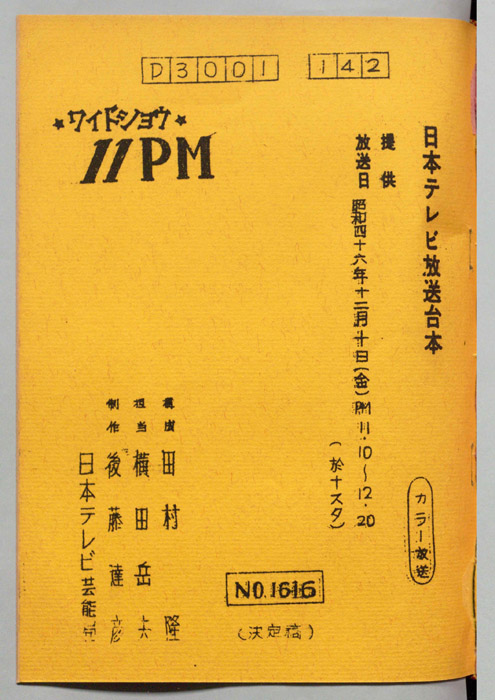 D3001 142
★ワイドショウ★
11PM
日本テレビ放送台本
提供
放送日 昭和四十六年十二月十日(金)PM11.10～12.20
(於十スタ)
カラー放送
構成 田村 隆
担当 横田岳夫
制作 後藤達彦
日本テレビ芸能局
NO.1616
(決定稿)